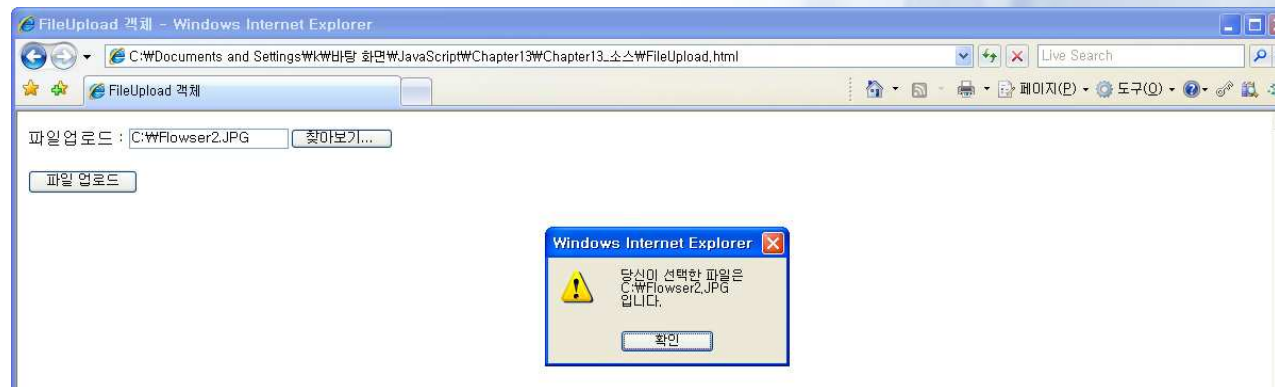 FileUpload 객체 - Windows Internet Explorer
C:₩Documents and Settings₩k₩바탕 화면₩JavaScript₩Chapter13₩Chapter13_소스₩FileUpload.html
Live Search
FileUpload 객체
페이지(P)
도구(O)
파일업로드 : C:₩Flowser2.JPG 찾아보기...
파일 업로드
Windows Internet Explorer
당신이 선택한 파일은
C:₩Flowser2.JPG
입니다.
확인